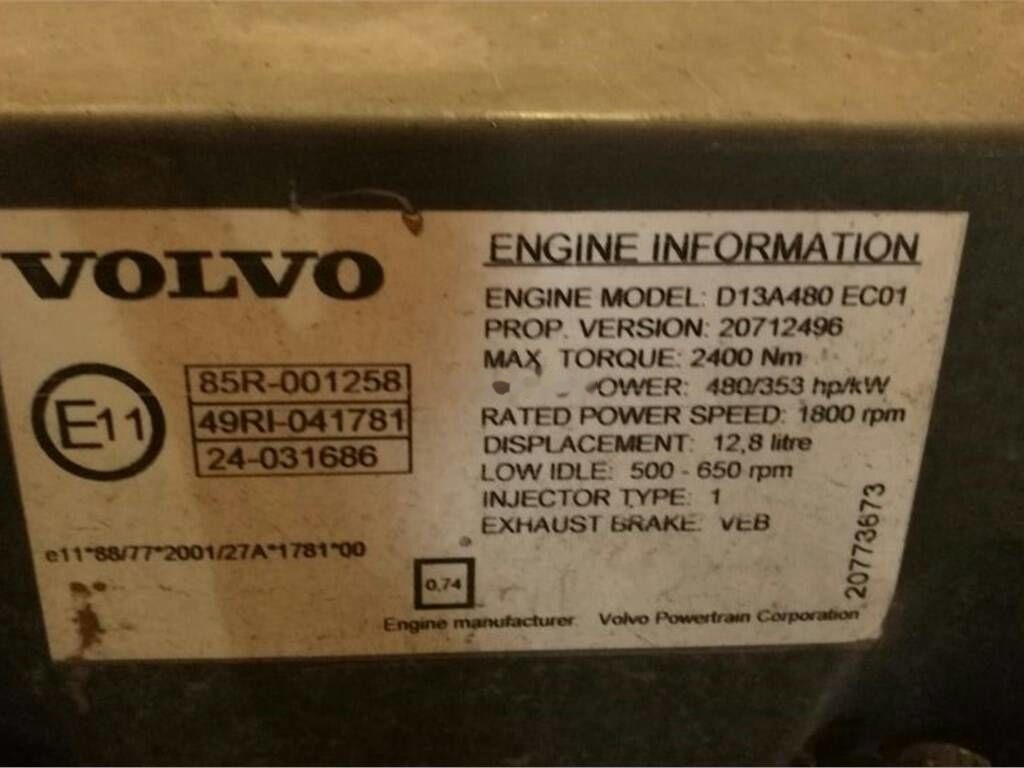 VOLVO
E11
85R-001258
49RI-041781
24-031686
e11*88/77*2001/27A*1781*00
0,74
ENGINE INFORMATION
ENGINE MODEL: D13A480 EC01
PROP. VERSION: 20712496
MAX TORQUE: 2400 Nm
OWER: 480/353 hp/kW
RATED POWER SPEED: 1800 rpm
DISPLACEMENT: 12,8 litre
LOW IDLE: 500 - 650 rpm
INJECTOR TYPE: 1
EXHAUST BRAKE: VEB
20773673
Engine manufacturer Volvo Powertrain Corporation